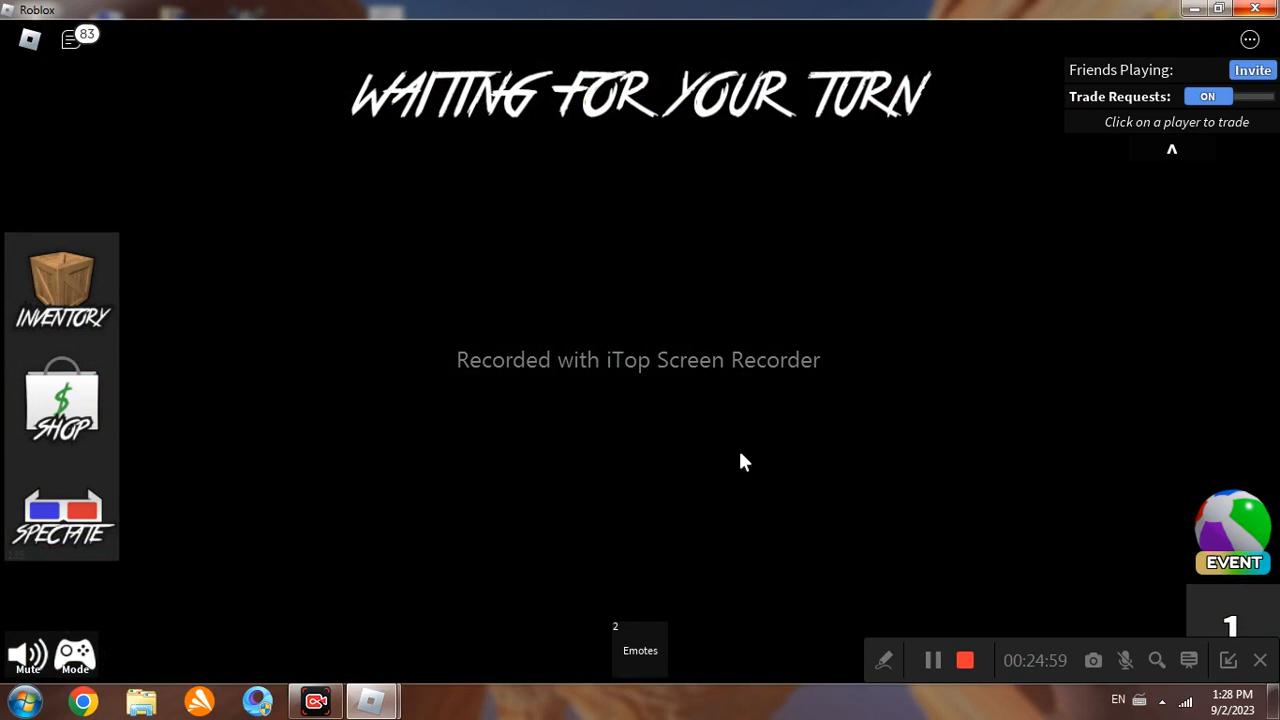 Roblox
83
WAITING FOR YOUR TURN
Friends Playing: Invite
Trade Requests: ON
Click on a player to trade
^
INVENTORY
Recorded with iTop Screen Recorder
$
SHOP
SPECTATE
135
EVENT
1
2
Emotes
Mute Mode
00:24:59
EN
1:28 PM
9/2/2023